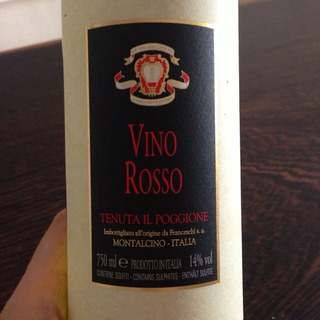 VINO
ROSSO
TENUTA IL POGGIONE
Imbottigliato all'origine da Franceschi s. a.
MONTALCINO - ITALIA
750 ml e PRODOTTO IN ITALIA 14% vol
CONTIENE SOLFITI - CONTAINS SULPHITES - ENTHÄLT SULFITE